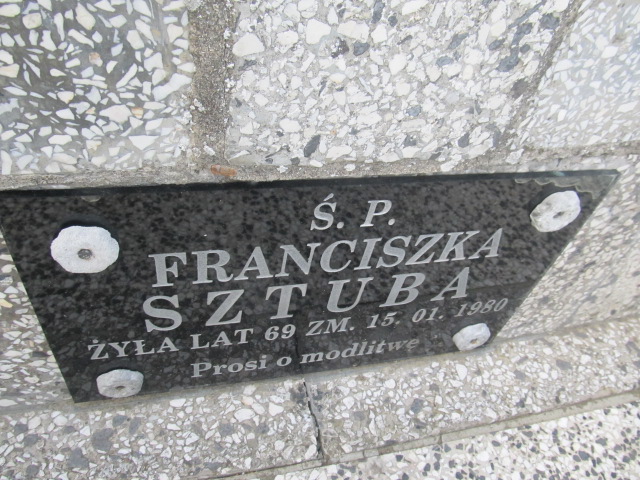 Ś. P.
FRANCISZKA
SZTUBA
ŻYŁA LAT 69 ZM. 15. 01. 1980
Prosi o modlitwę